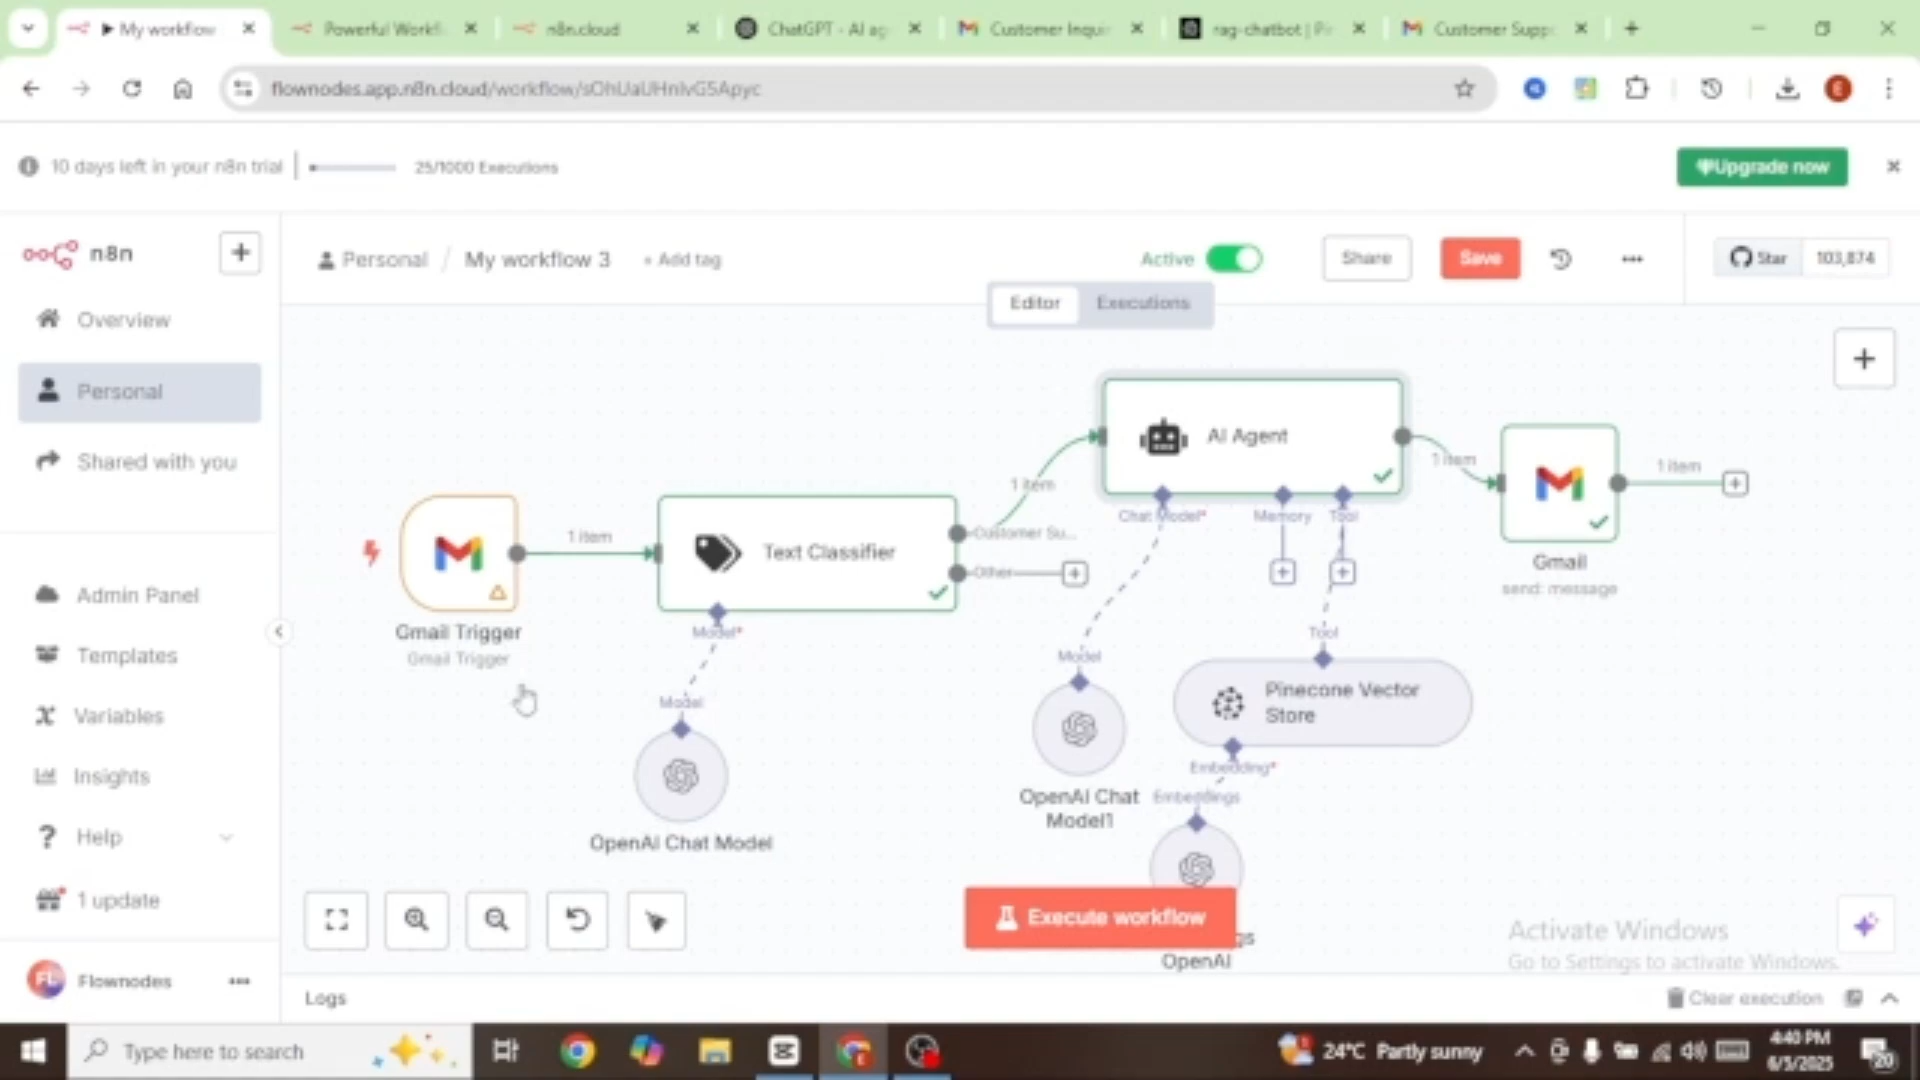 My workflow
Powerful Workf
n8n.cloud
ChatGPT - AI ag
Customer Inqui
rag-chatbot | Pi
Customer Supp
flownodes.app.n8n.cloud/workflow/
10 days left in your n8n trial
25/1000 Executions
Upgrade now
n8n
Personal / My workflow 3
+ Add tag
Active
Share
Save
Star
103,874
Editor
Executions
Overview
Personal
Shared with you
Admin Panel
Templates
Variables
Insights
Help
1 update
Flownodes
Gmail Trigger
Gmail Trigger
1 item
Text Classifier
Model*
Model
OpenAI Chat Model
Customer Su...
Other
1 item
AI Agent
Chat Model*
Memory
Tool
1 item
Gmail
send: message
1 item
Tool
Model
OpenAI Chat
Model1
Pinecone Vector
Store
Embedding*
Embeddings
gs
OpenAI
Execute workflow
Activate Windows
Go to Settings to activate Windows.
Logs
Clear execution
Type here to search
24°C Partly sunny
4:40 PM
6/5/2025
20